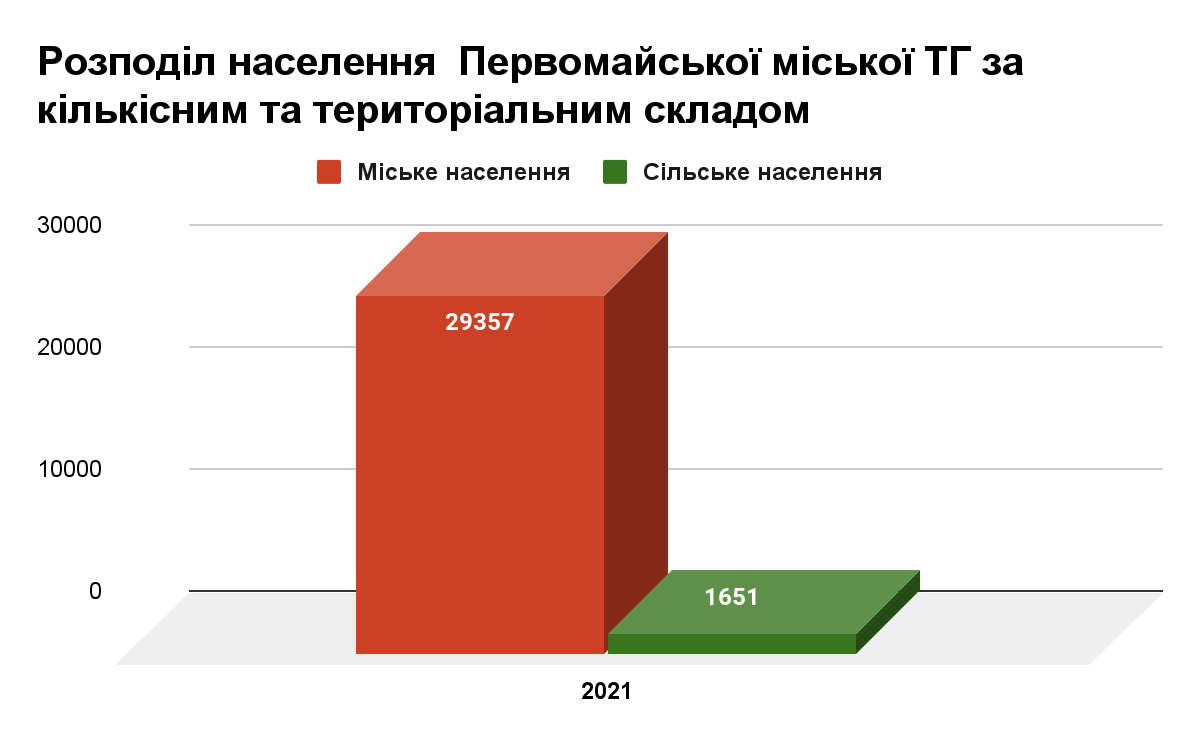 Розподіл населення  Первомайської міської ТГ за
кількісним та територіальним складом
Міське населення
Сільське населення
30000
20000
10000
0
29357
1651
2021